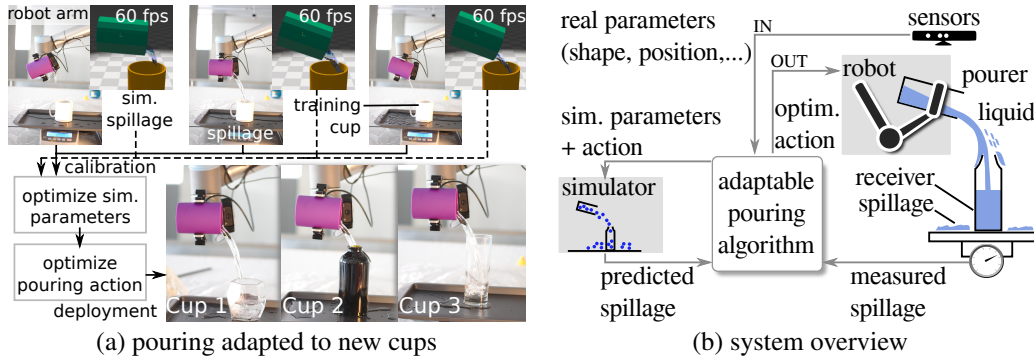 robot arm
60 fps
60 fps
60 fps
sim.
spillage
spillage
training
cup
calibration
optimize sim.
parameters
optimize
pouring action
deployment
Cup 1
Cup 2
Cup 3
(a) pouring adapted to new cups
real parameters
(shape, position,...)
IN
sensors
OUT
robot
pourer
liquid
optim.
action
sim. parameters
+ action
simulator
adaptable
pouring
algorithm
receiver
spillage
predicted
spillage
measured
spillage
(b) system overview